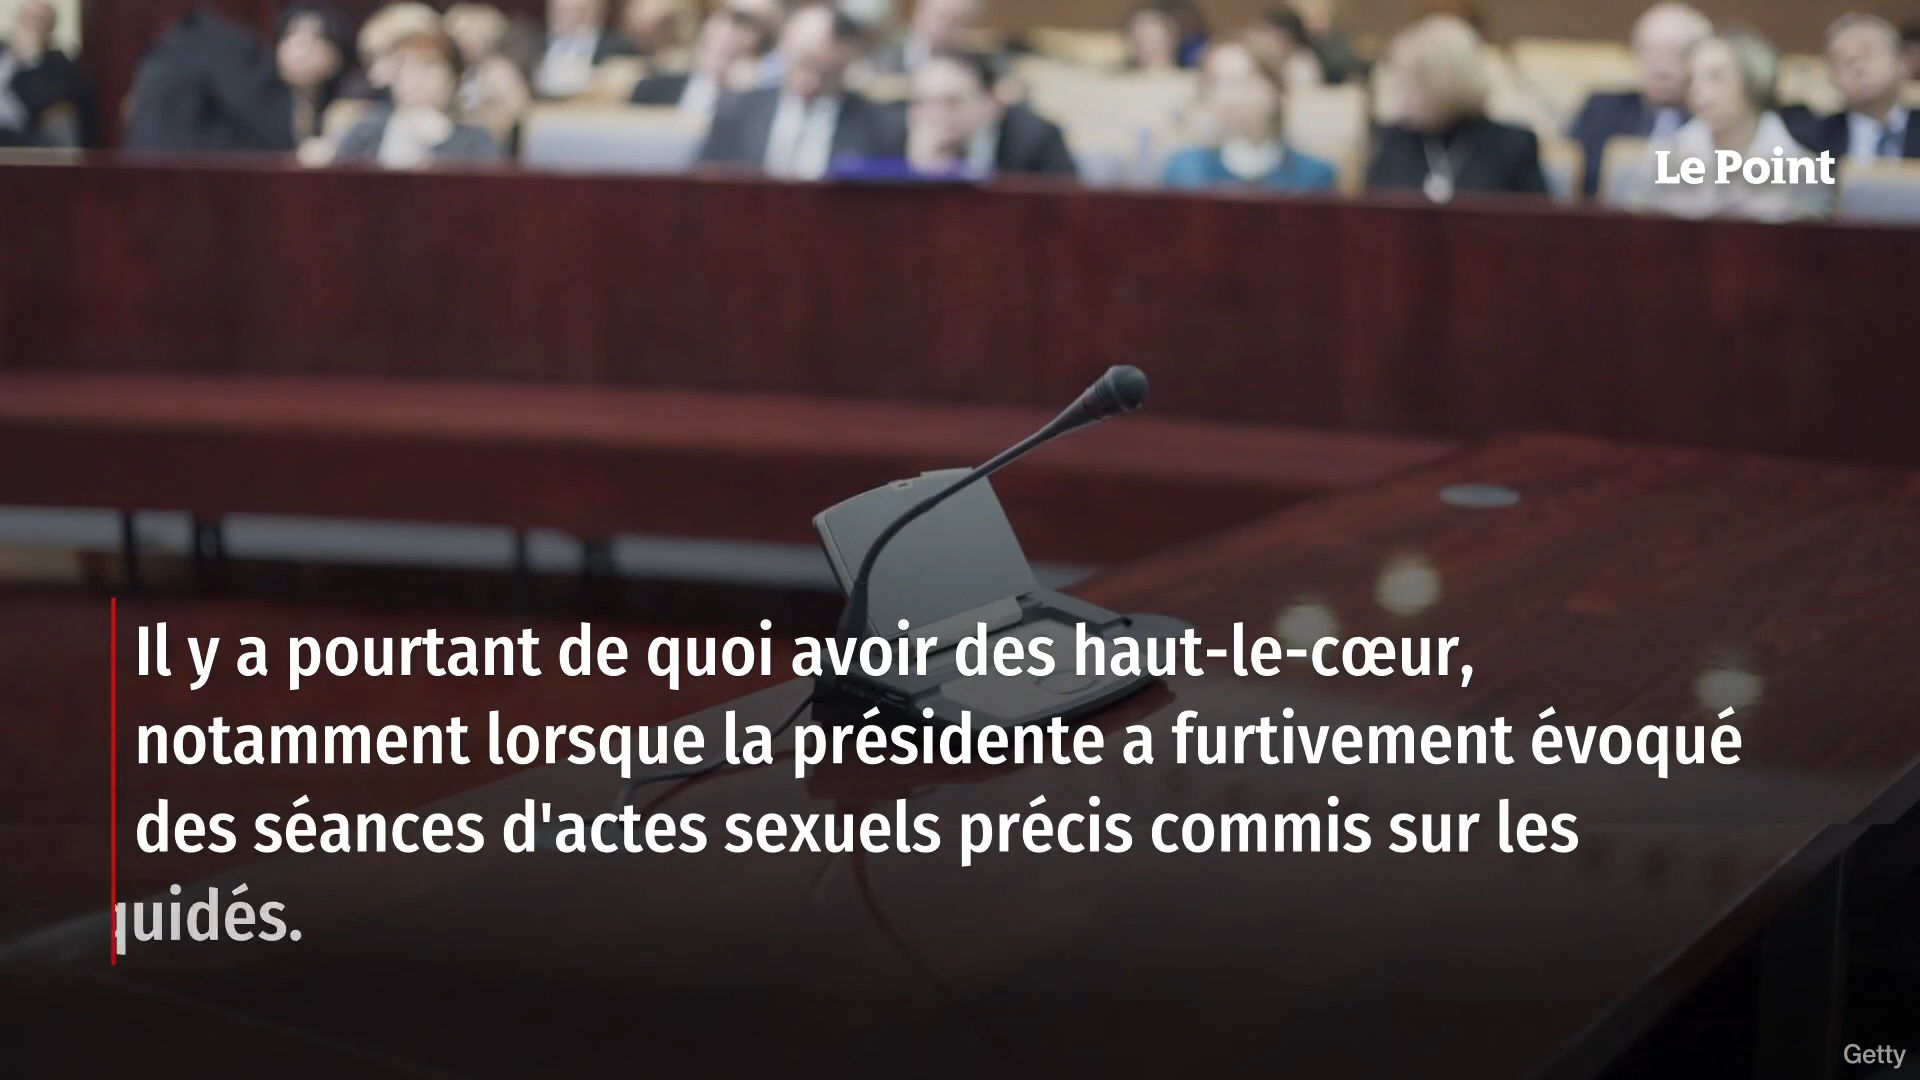 Le Point
Il y a pourtant de quoi avoir des haut-le-cœur,
notamment lorsque la présidente a furtivement évoqué
des séances d'actes sexuels précis commis sur les
quidés.
Getty